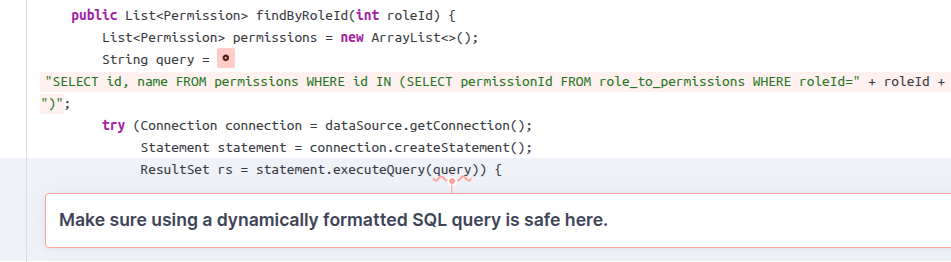 public List<Permission> findByRoleId(int roleId) {
List<Permission> permissions = new ArrayList<>();
String query =
"SELECT id, name FROM permissions WHERE id IN (SELECT permissionId FROM role_to_permissions WHERE roleId=" + roleId +
")";
try (Connection connection = dataSource.getConnection();
Statement statement = connection.createStatement();
ResultSet rs = statement.executeQuery(query)) {
Make sure using a dynamically formatted SQL query is safe here.